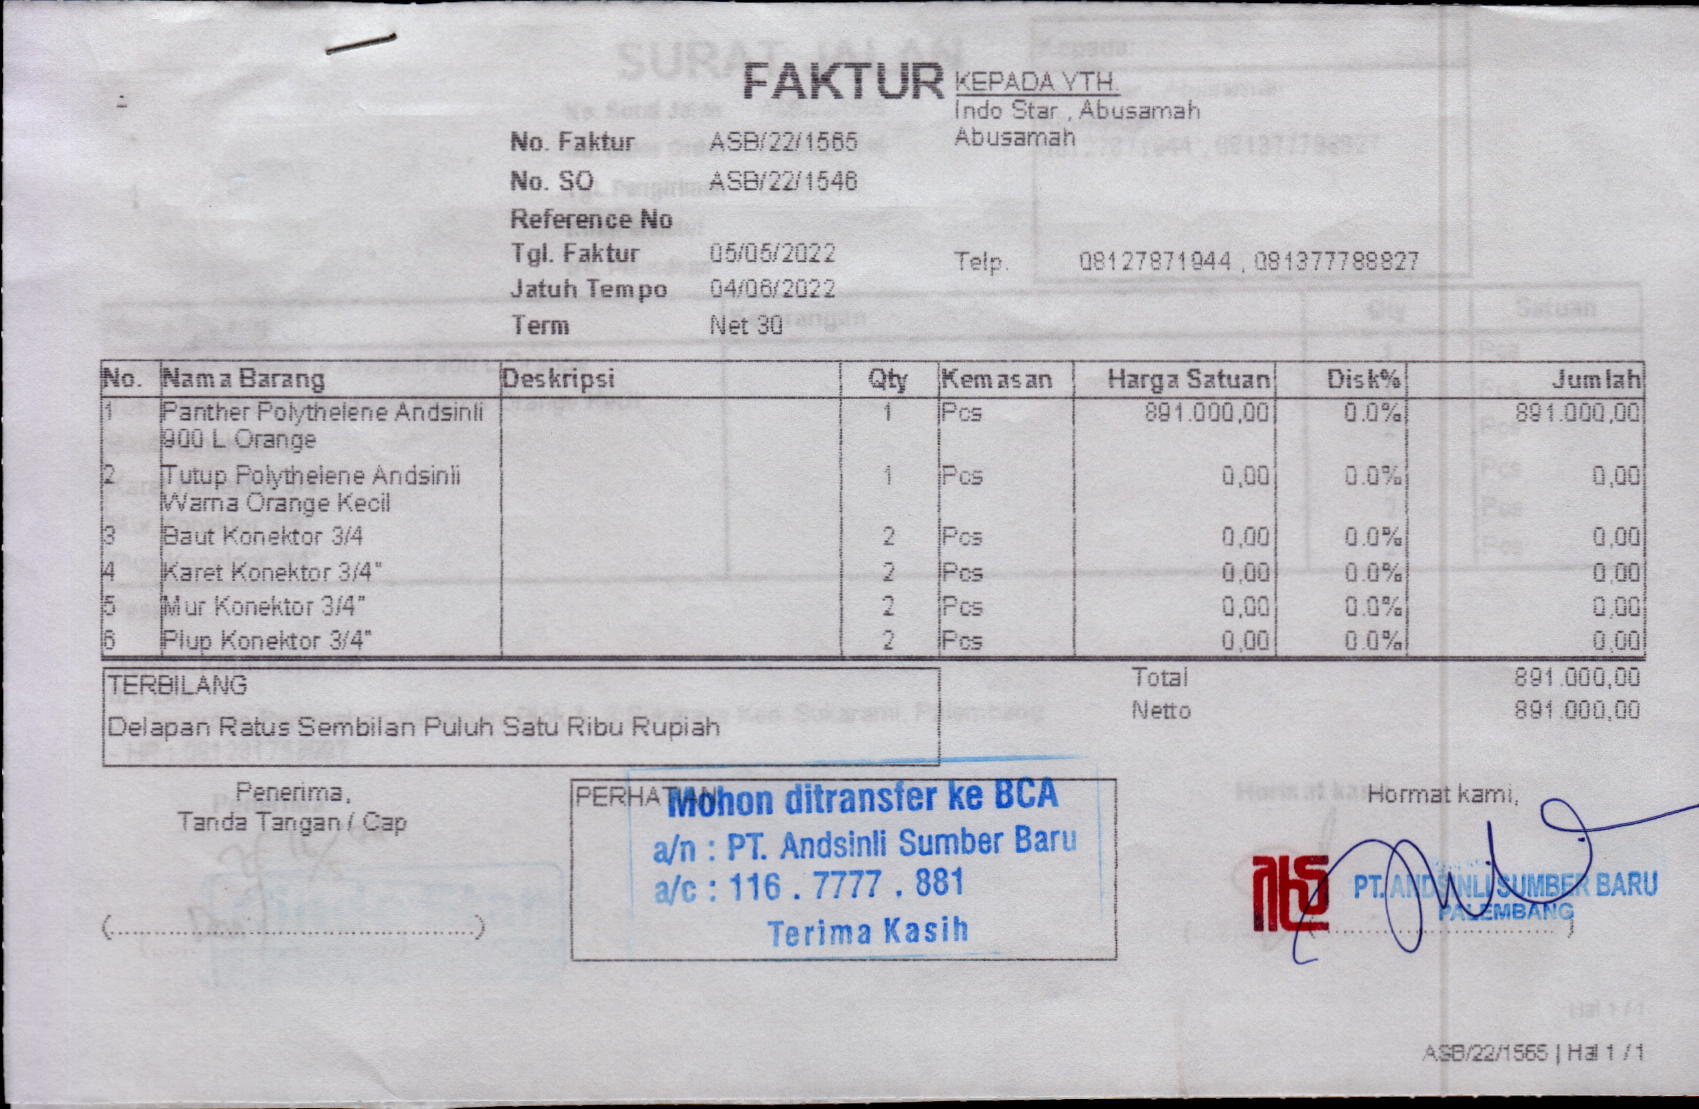 FAKTUR
KEPADA YTH.
Indo Star , Abusamah
Abusamah
No. Faktur ASB/22/1565
No. SO ASB/22/1546
Reference No
Tgl. Faktur 05/05/2022
Telp. 08127871944 , 081377788827
Jatuh Tempo 04/06/2022
Term Net 30
No. Nama Barang Deskripsi Qty Kemasan Harga Satuan Disk% Jumlah
1 Panther Polythelene Andsinli 1 Pcs 891.000,00 0.0% 891.000,00
900 L Orange
2 Tutup Polythelene Andsinli 1 Pcs 0,00 0.0% 0,00
Warna Orange Kecil
3 Baut Konektor 3/4 2 Pcs 0,00 0.0% 0,00
4 Karet Konektor 3/4" 2 Pcs 0,00 0.0% 0,00
5 Mur Konektor 3/4" 2 Pcs 0,00 0.0% 0,00
6 Plup Konektor 3/4" 2 Pcs 0,00 0.0% 0,00
TERBILANG
Delapan Ratus Sembilan Puluh Satu Ribu Rupiah
Total 891.000,00
Netto 891.000,00
Penerima,
Tanda Tangan / Cap
(................................................)
PERHATIAN
Mohon ditransfer ke BCA
a/n : PT. Andsinli Sumber Baru
a/c : 116 . 7777 . 881
Terima Kasih
Hormat kami,
PT. ANDSINLI SUMBER BARU
PALEMBANG
ASB/22/1565 | Hal 1 / 1